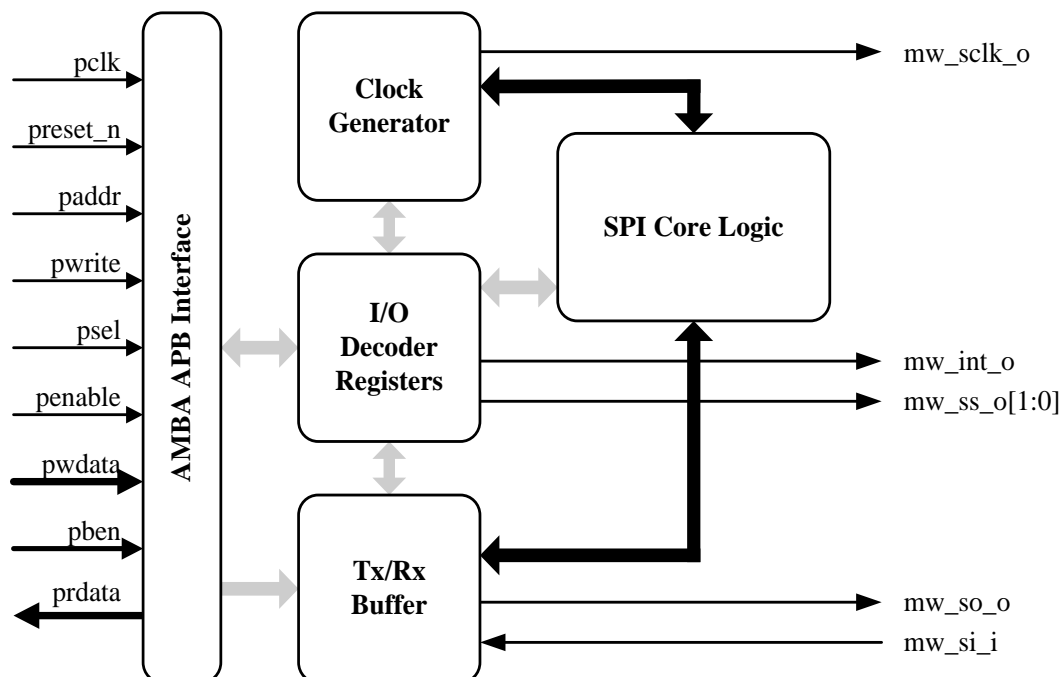 pclk
preset_n
paddr
pwrite
psel
penable
pwdata
pben
prdata
AMBA APB Interface
Clock
Generator
I/O
Decoder
Registers
Tx/Rx
Buffer
SPI Core Logic
mw_sclk_o
mw_int_o
mw_ss_o[1:0]
mw_so_o
mw_si_i